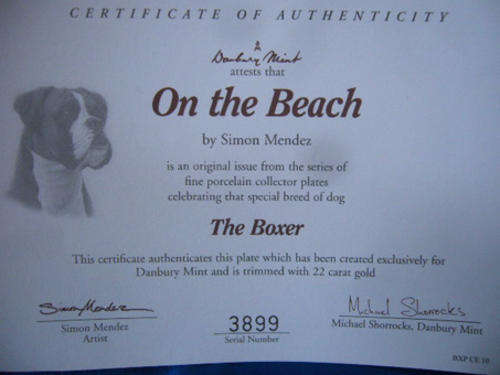 CERTIFICATE OF AUTHENTICITY
Danbury Mint
attests that
On the Beach
by Simon Mendez
is an original issue from the series of
fine porcelain collector plates
celebrating that special breed of dog
The Boxer
This certificate authenticates this plate which has been created exclusively for
Danbury Mint and is trimmed with 22 carat gold
Simon Mendez
Simon Mendez
Artist
3899
Serial Number
Michael Shorrocks
Michael Shorrocks, Danbury Mint
BXP CE 10